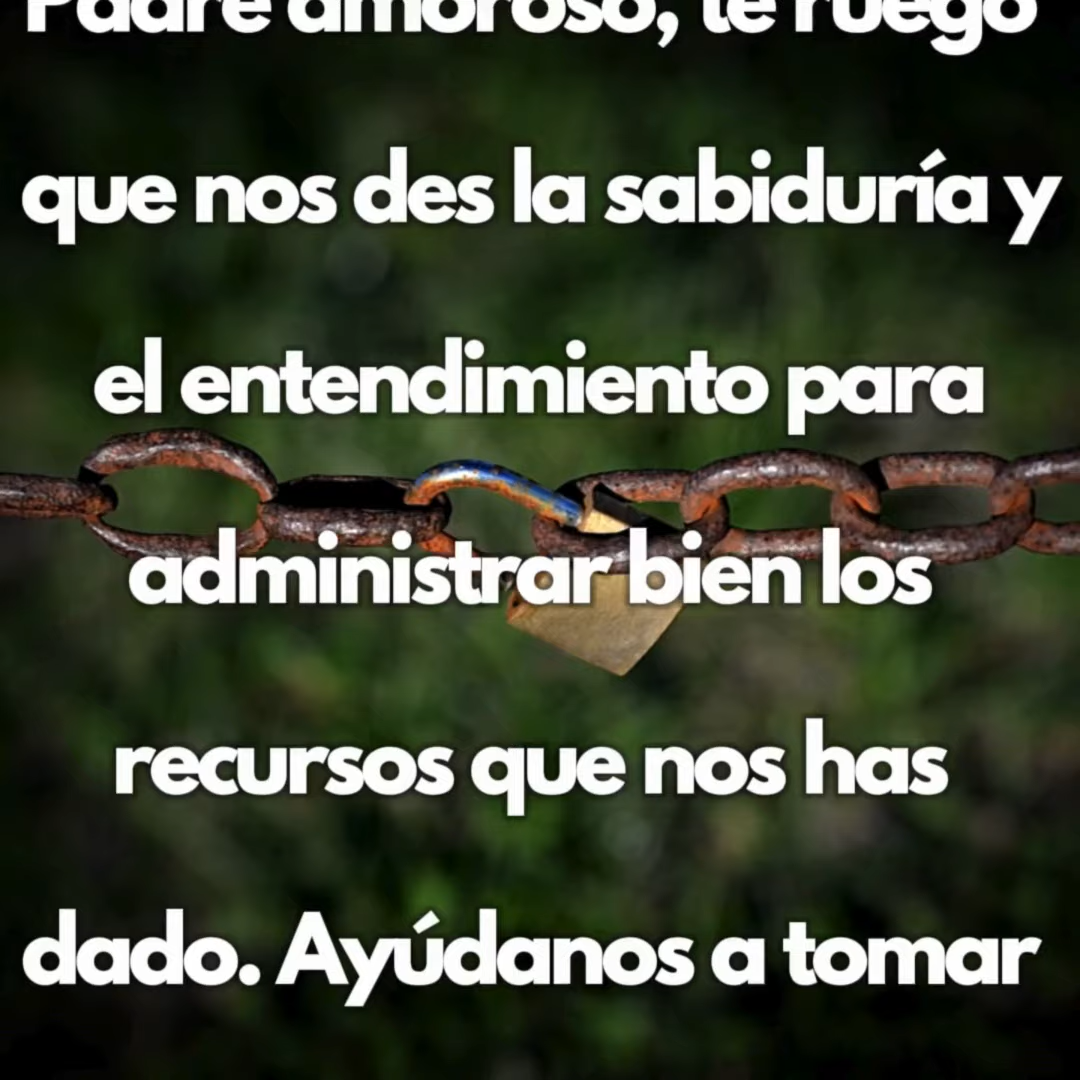 Padre amoroso, te ruego
que nos des la sabiduría y
el entendimiento para
administrar bien los
recursos que nos has
dado. Ayúdanos a tomar